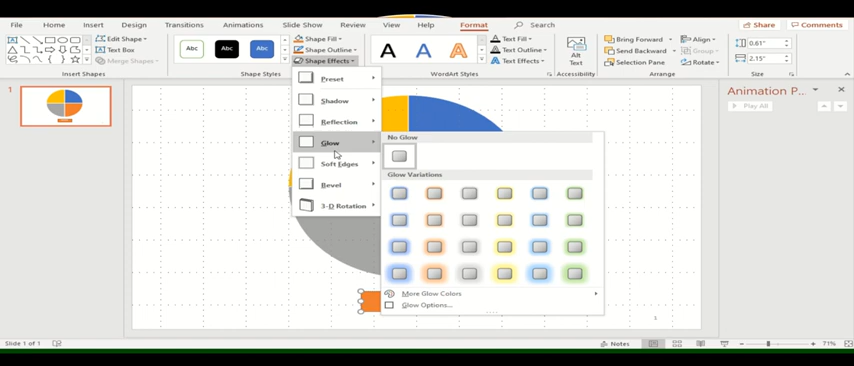 File Home Insert Design Transitions Animations Slide Show Review View Help Format Search Share Comments
Edit Shape
Text Box
Merge Shapes
Insert Shapes
Abc Abc Abc
Shape Fill
Shape Outline
Shape Effects
Shape Styles
A A A
Text Fill
Text Outline
Text Effects
WordArt Styles
Alt
Text
Accessibility
Bring Forward
Send Backward
Selection Pane
Align
Group
Rotate
Arrange
0.61"
2.15"
Size
1
Preset
Shadow
Reflection
Glow
Soft Edges
Bevel
3-D Rotation
No Glow
Glow Variations
More Glow Colors
Glow Options...
Animation P...
Play All
Slide 1 of 1
Notes
71%